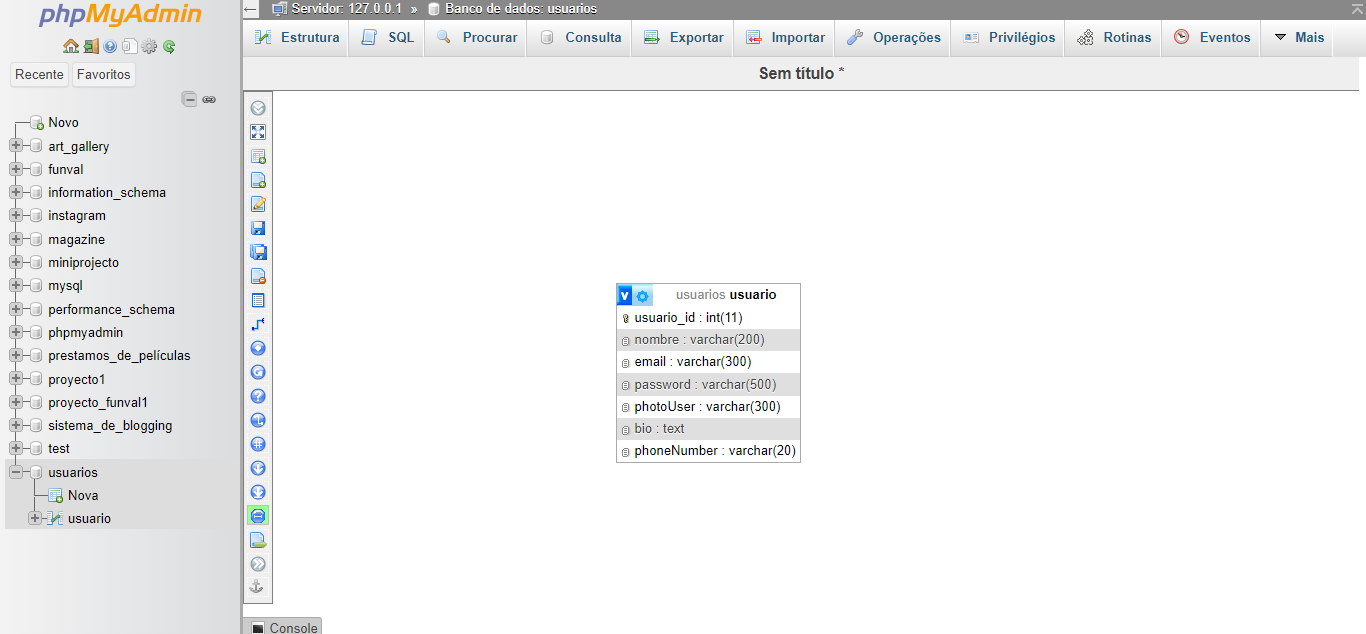 phpMyAdmin
Recente Favoritos
Novo
art_gallery
funval
information_schema
instagram
magazine
miniprojecto
mysql
performance_schema
phpmyadmin
prestamos_de_películas
proyecto1
proyecto_funval1
sistema_de_blogging
test
usuarios
Nova
usuario
Servidor: 127.0.0.1 » Banco de dados: usuarios
Estrutura SQL Procurar Consulta Exportar Importar Operações Privilégios Rotinas Eventos Mais
Sem título *
v usuarios usuario
usuario_id : int(11)
nombre : varchar(200)
email : varchar(300)
password : varchar(500)
photoUser : varchar(300)
bio : text
phoneNumber : varchar(20)
Console